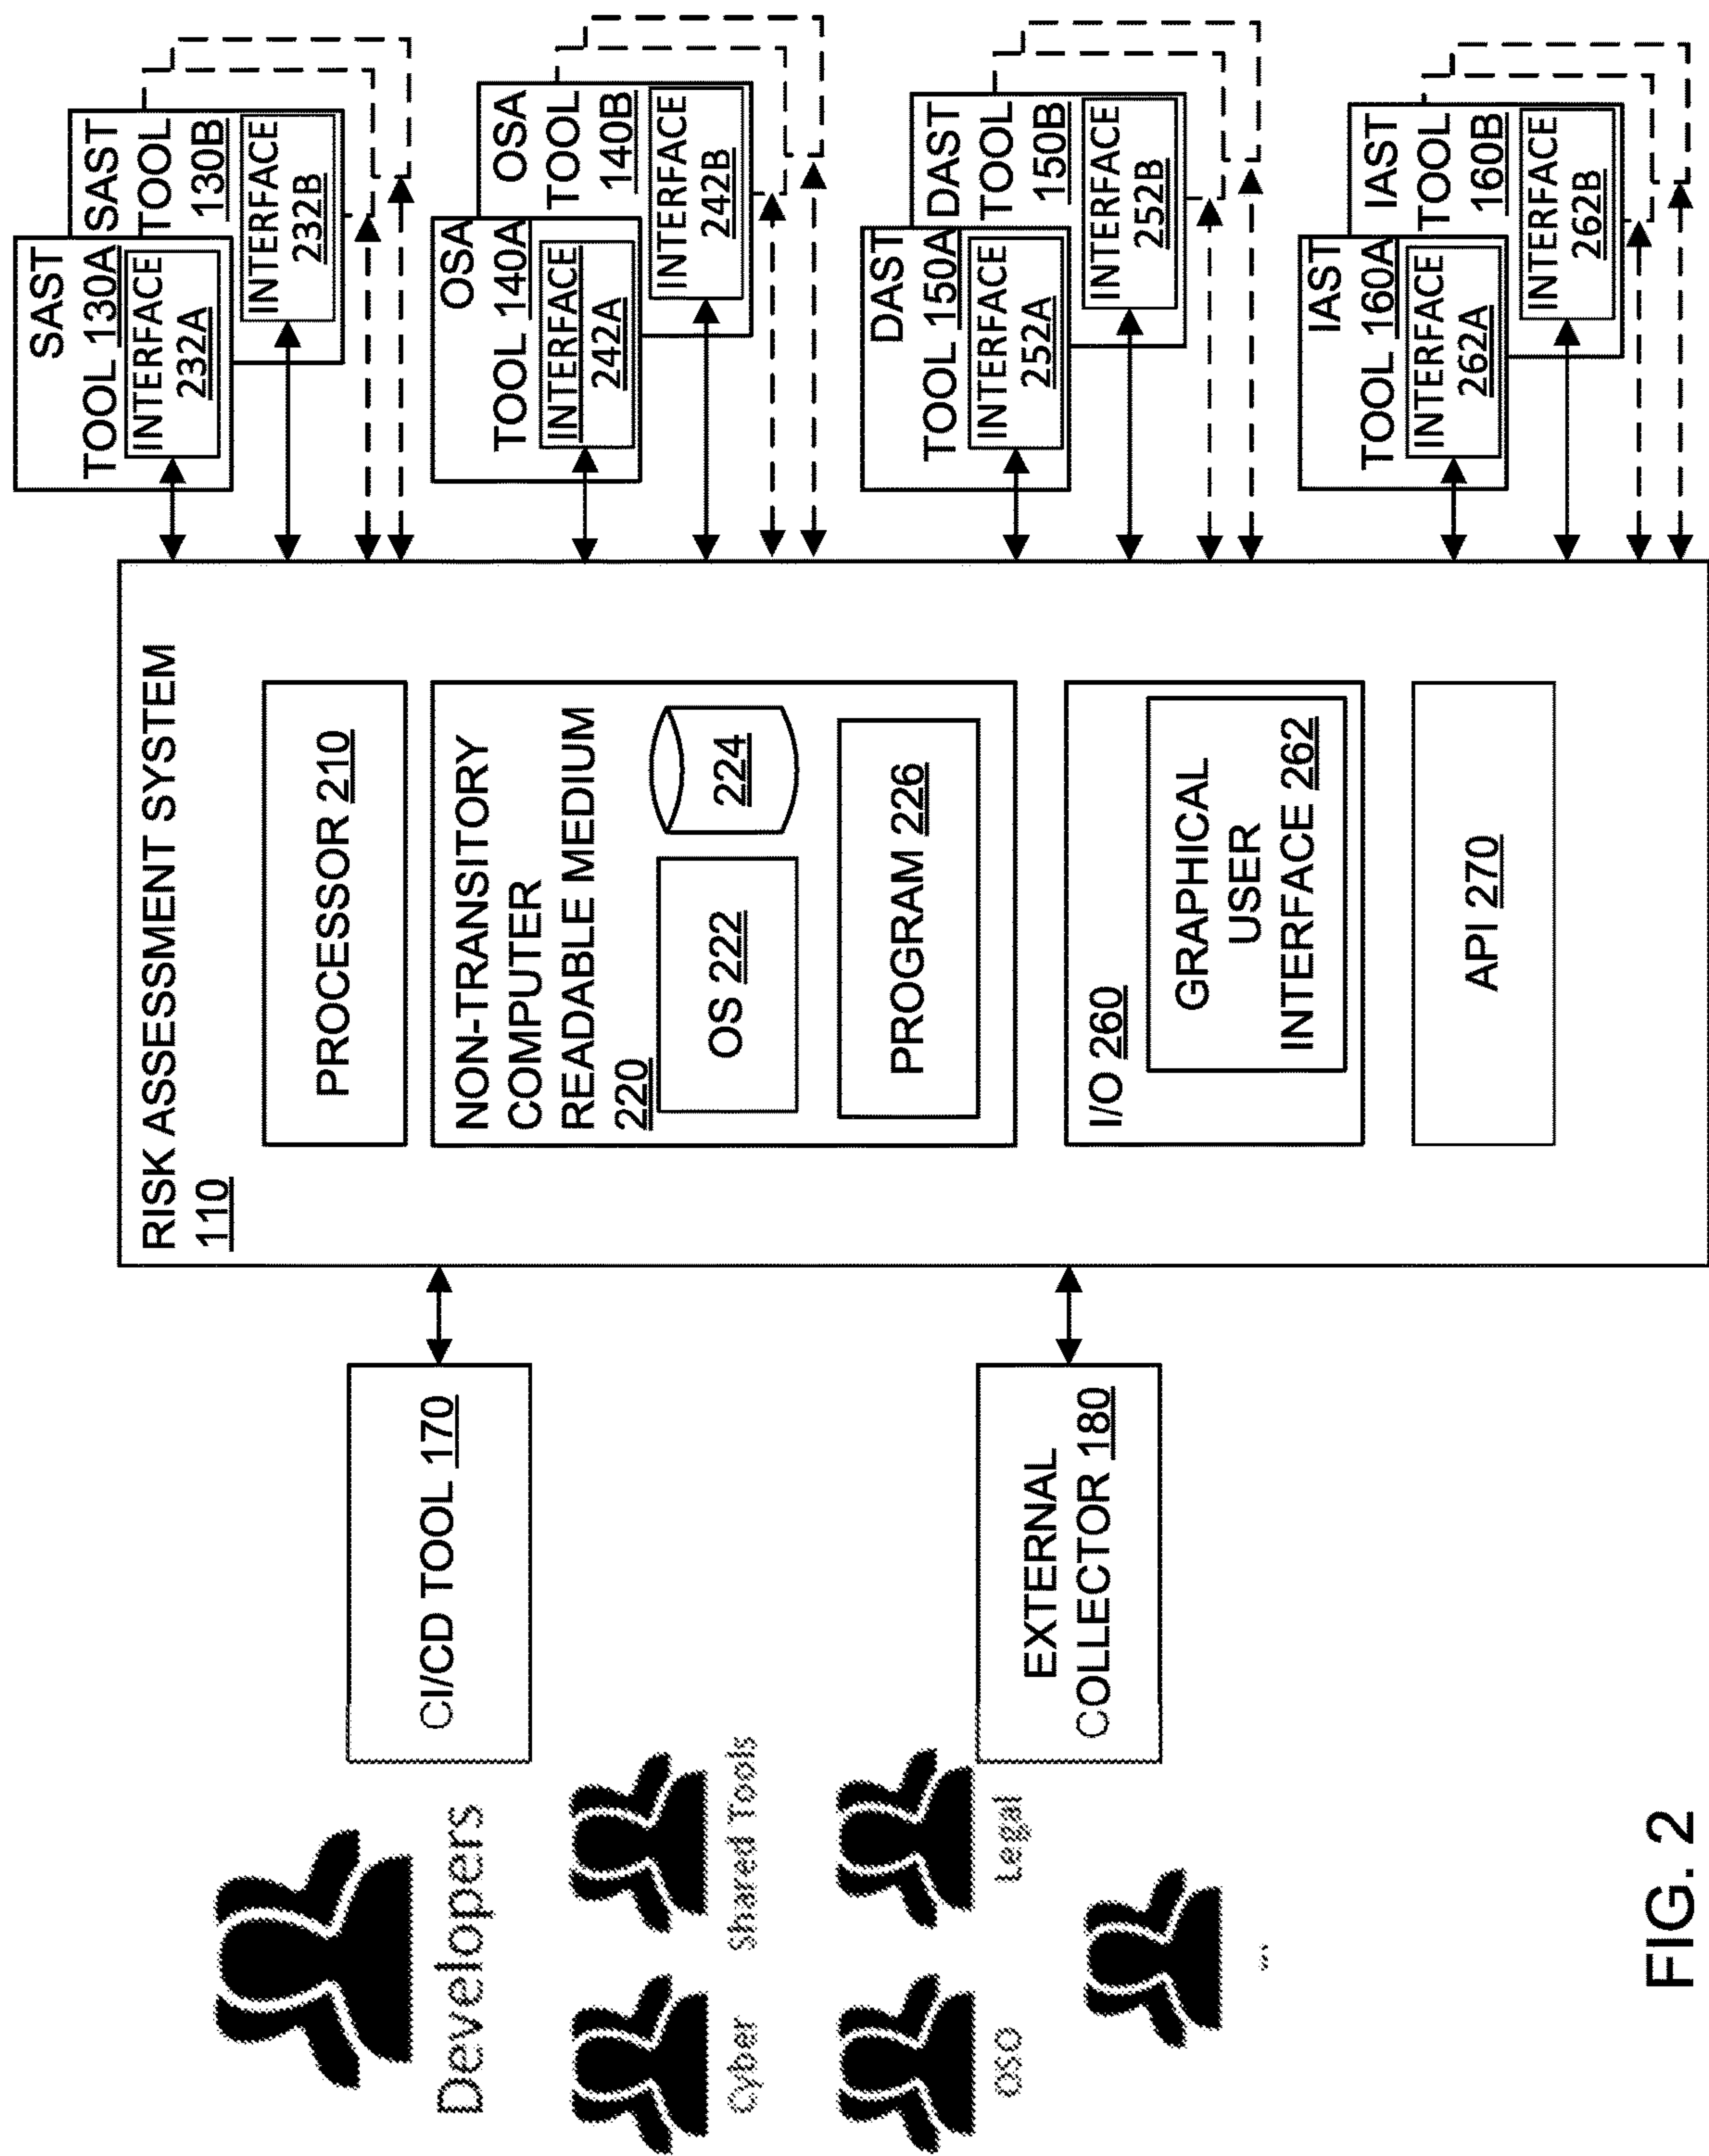 Developers
Cyber
Shared Tools
OSO
Legal
...
CI/CD TOOL 170
EXTERNAL
COLLECTOR 180
RISK ASSESSMENT SYSTEM
110
PROCESSOR 210
NON-TRANSITORY
COMPUTER
READABLE MEDIUM
220
OS 222
224
PROGRAM 226
I/O 260
GRAPHICAL
USER
INTERFACE 262
API 270
SAST
TOOL 130A
INTERFACE
232A
SAST
TOOL
130B
INTERFACE
232B
OSA
TOOL 140A
INTERFACE
242A
OSA
TOOL
140B
INTERFACE
242B
DAST
TOOL 150A
INTERFACE
252A
DAST
TOOL
150B
INTERFACE
252B
IAST
TOOL 160A
INTERFACE
262A
IAST
TOOL
160B
INTERFACE
262B
FIG. 2